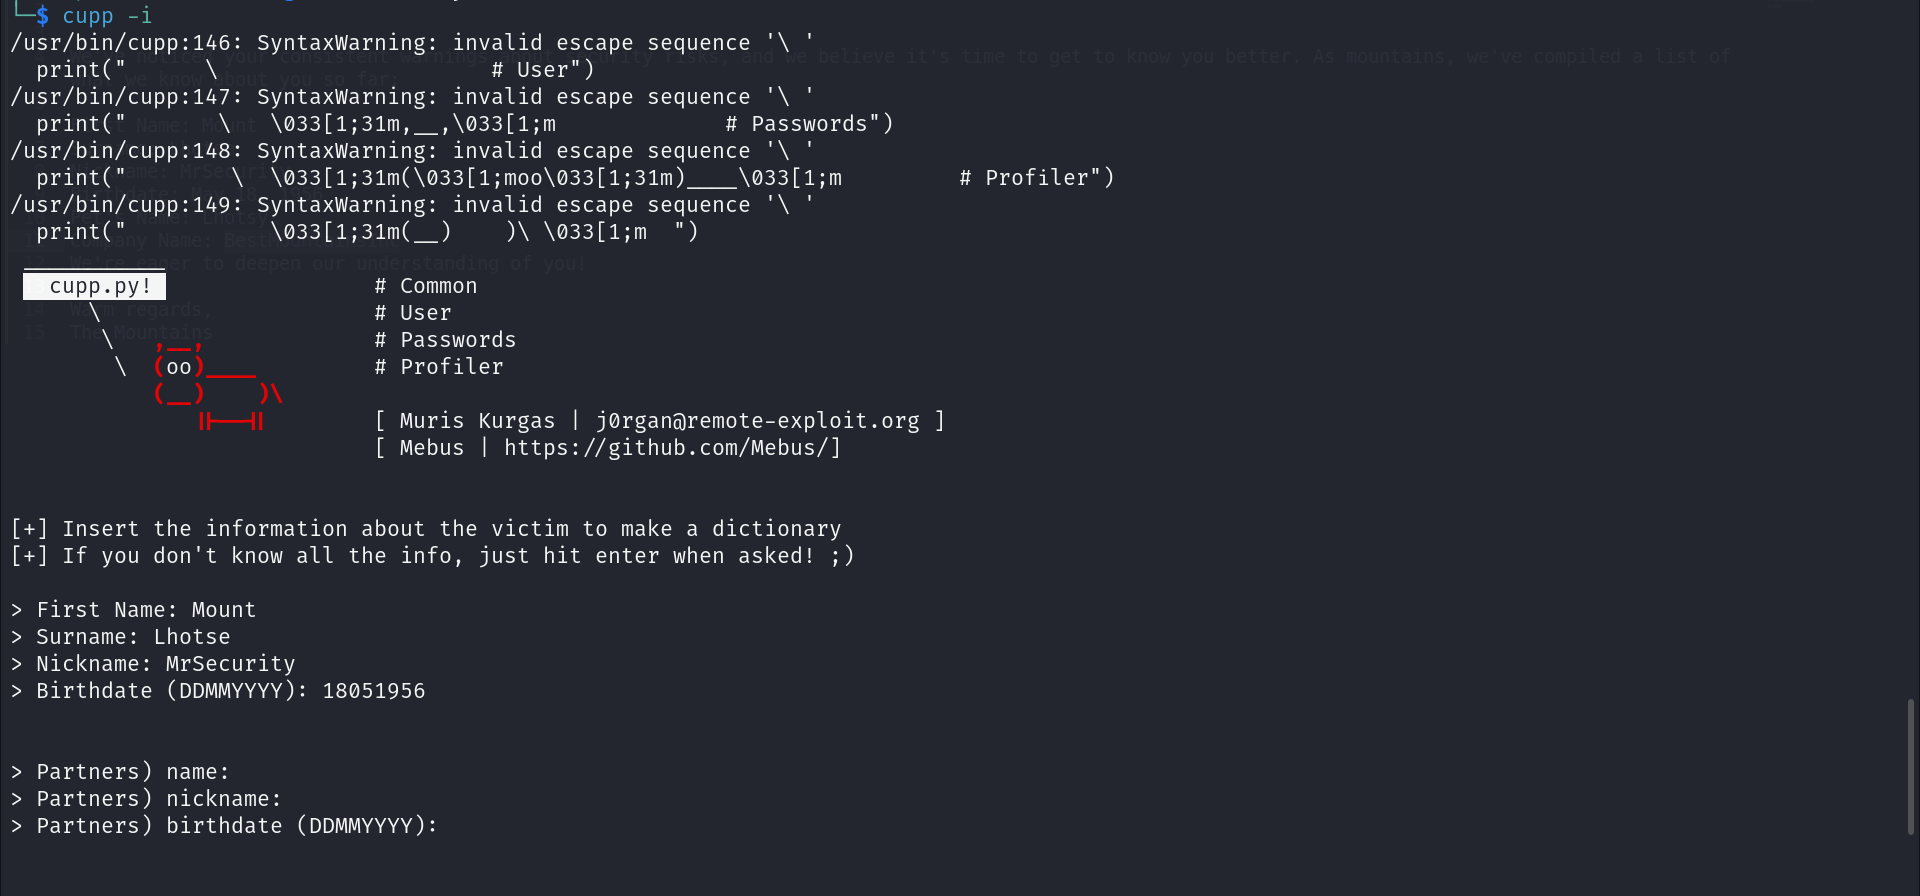 └─$ cupp -i
/usr/bin/cupp:146: SyntaxWarning: invalid escape sequence '\ '
  print("      \                     # User")
/usr/bin/cupp:147: SyntaxWarning: invalid escape sequence '\ '
  print("       \   \033[1;31m,__,\033[1;m             # Passwords")
/usr/bin/cupp:148: SyntaxWarning: invalid escape sequence '\ '
  print("        \  \033[1;31m(\033[1;moo\033[1;31m)____\033[1;m         # Profiler")
/usr/bin/cupp:149: SyntaxWarning: invalid escape sequence '\ '
  print("           \033[1;31m(__)    )\ \033[1;m  ")
 ___________
   cupp.py!                 # Common
      \                     # User
       \   ,__,             # Passwords
        \  (oo)____         # Profiler
           (__)    )\
              ||--||        [ Muris Kurgas | j0rgan@remote-exploit.org ]
                            [ Mebus | https://github.com/Mebus/]
[+] Insert the information about the victim to make a dictionary
[+] If you don't know all the info, just hit enter when asked! ;)
> First Name: Mount
> Surname: Lhotse
> Nickname: MrSecurity
> Birthdate (DDMMYYYY): 18051956
> Partners) name:
> Partners) nickname:
> Partners) birthdate (DDMMYYYY):